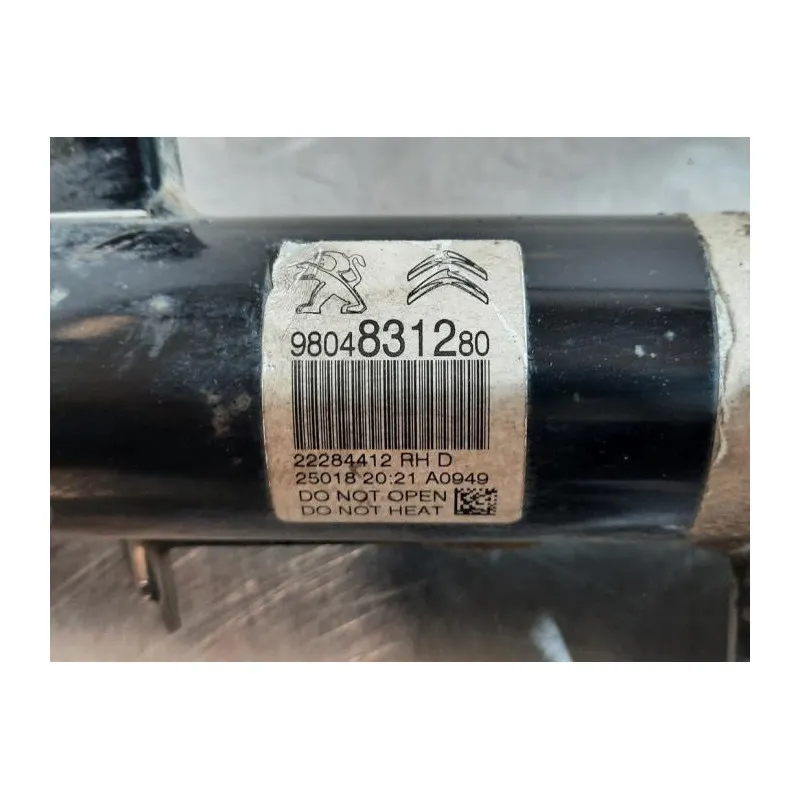 9804831280
22284412 RH D
25018 20:21 A0949
DO NOT OPEN
DO NOT HEAT